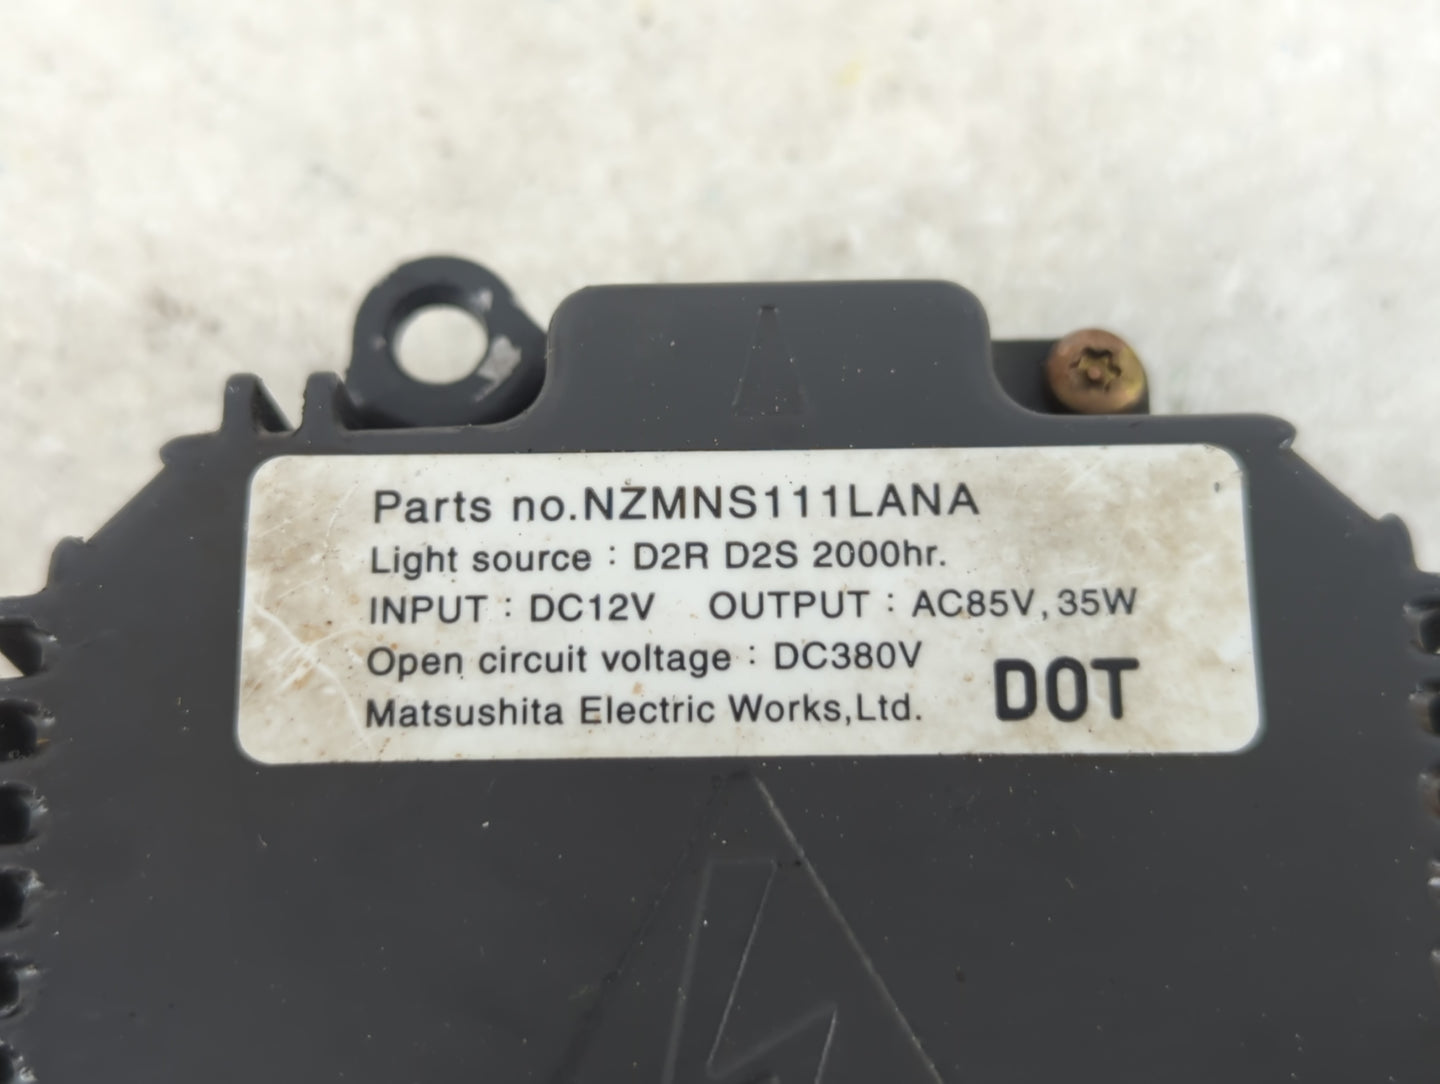 Parts no.NZMNS111LANA
Light source : D2R D2S 2000hr.
INPUT : DC12V OUTPUT : AC85V,35W
Open circuit voltage : DC380V
Matsushita Electric Works,Ltd. DOT